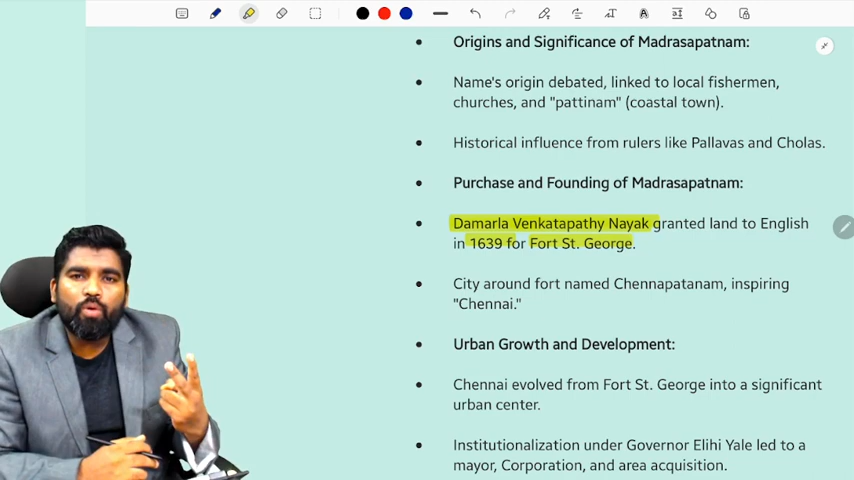 • Origins and Significance of Madrasapatnam:
• Name's origin debated, linked to local fishermen,
churches, and "pattinam" (coastal town).
• Historical influence from rulers like Pallavas and Cholas.
• Purchase and Founding of Madrasapatnam:
• Damarla Venkatapathy Nayak granted land to English
in 1639 for Fort St. George.
• City around fort named Chennapatanam, inspiring
"Chennai."
• Urban Growth and Development:
• Chennai evolved from Fort St. George into a significant
urban center.
• Institutionalization under Governor Elihi Yale led to a
mayor, Corporation, and area acquisition.